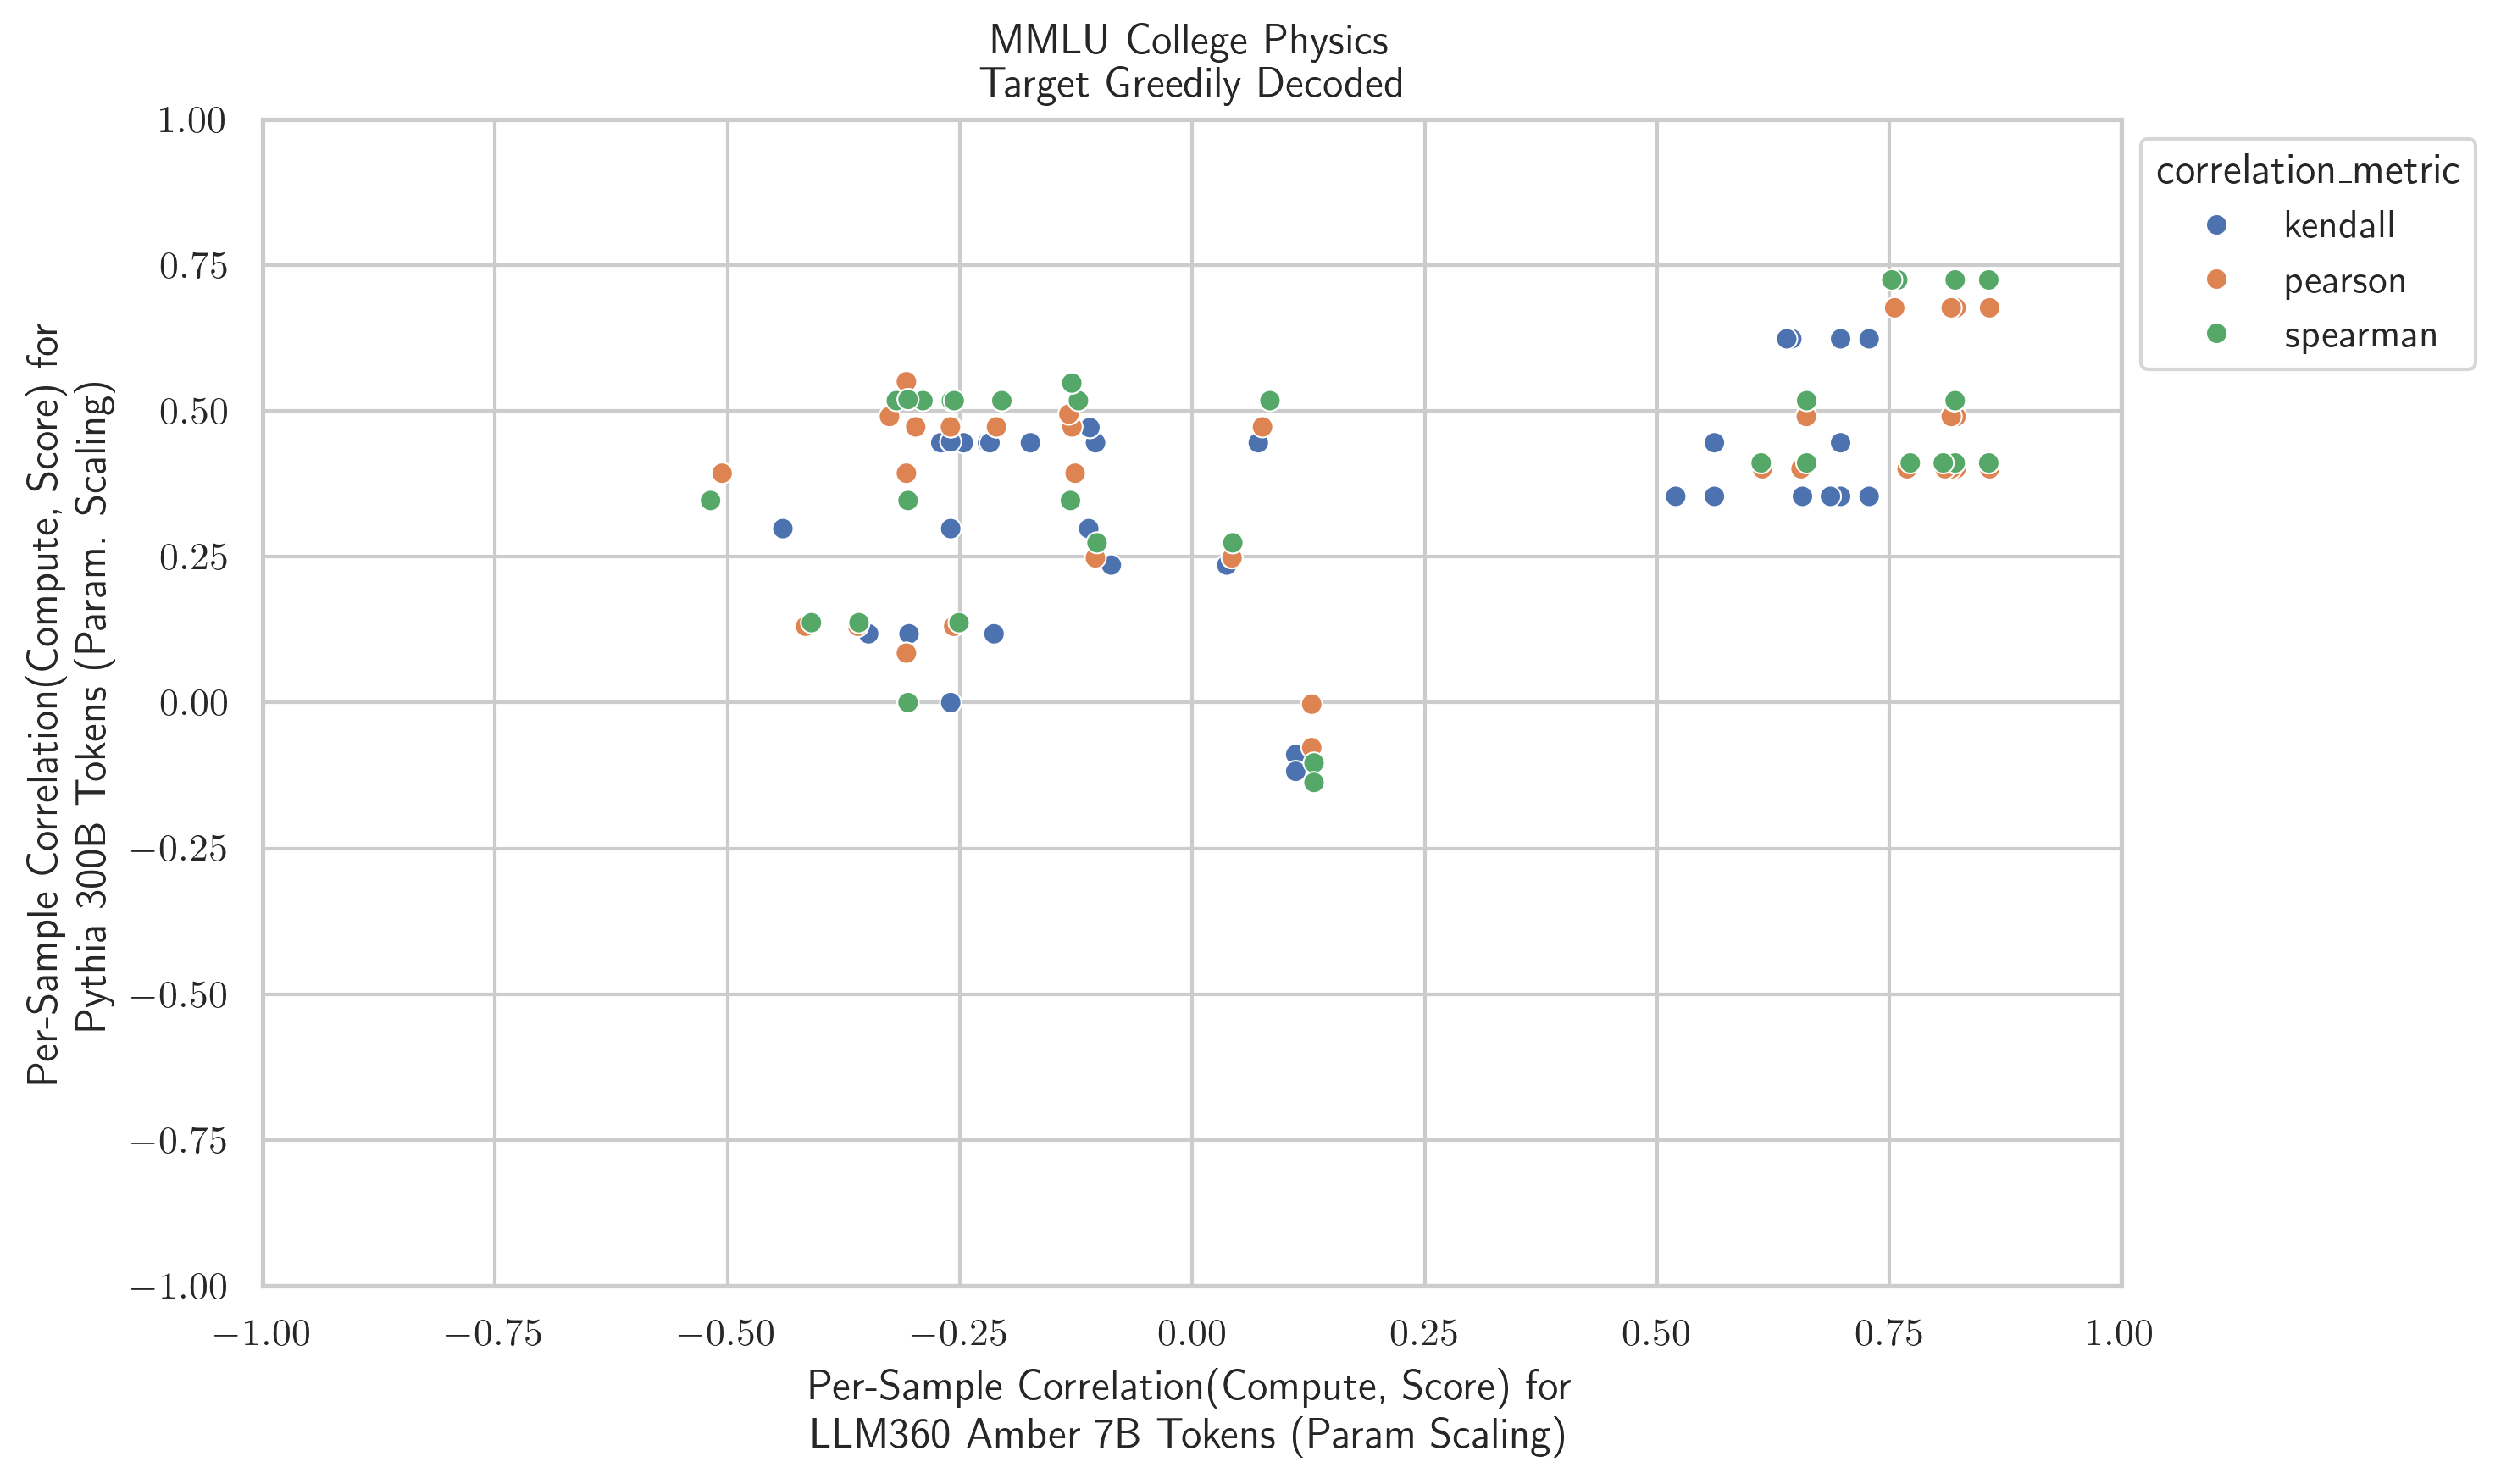 MMLU College Physics
Target Greedily Decoded
1.00
0.75
0.50
0.25
0.00
−0.25
−0.50
−0.75
−1.00
Per-Sample Correlation(Compute, Score) for
Pythia 300B Tokens (Param. Scaling)
−1.00 −0.75 −0.50 −0.25 0.00 0.25 0.50 0.75 1.00
Per-Sample Correlation(Compute, Score) for
LLM360 Amber 7B Tokens (Param Scaling)
correlation_metric
kendall
pearson
spearman